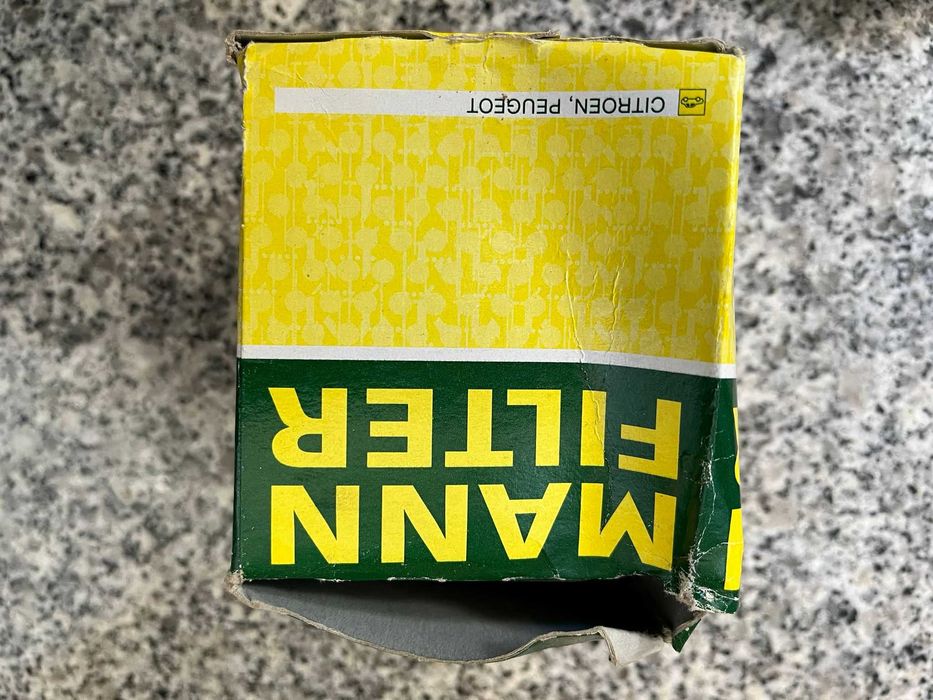 MANN
FILTER
CITROEN, PEUGEOT